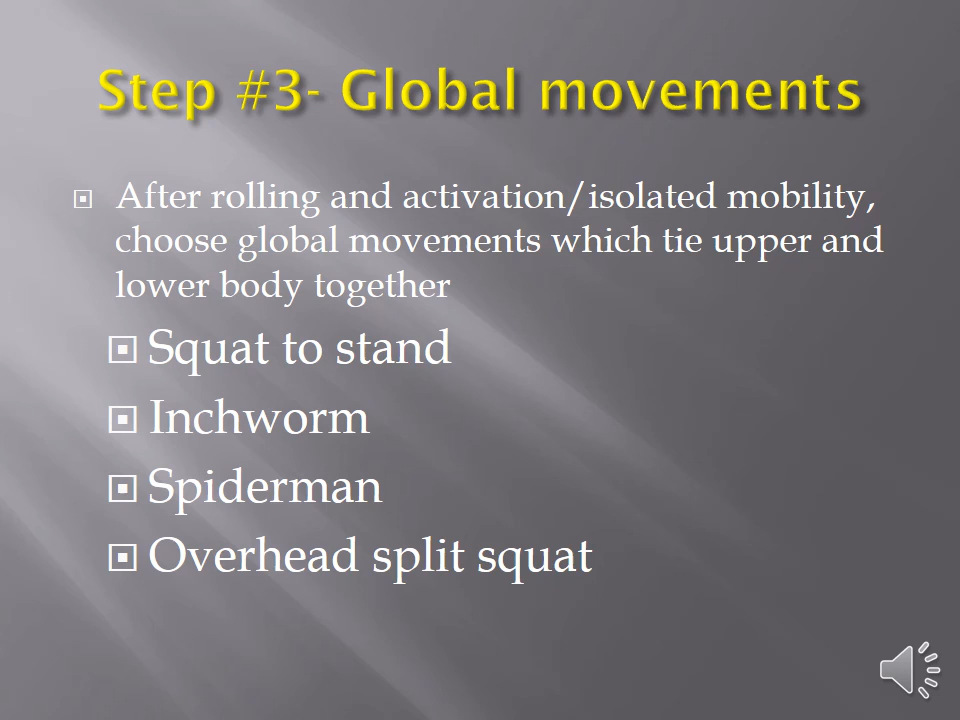 Step #3- Global movements
After rolling and activation/isolated mobility,
choose global movements which tie upper and
lower body together
Squat to stand
Inchworm
Spiderman
Overhead split squat